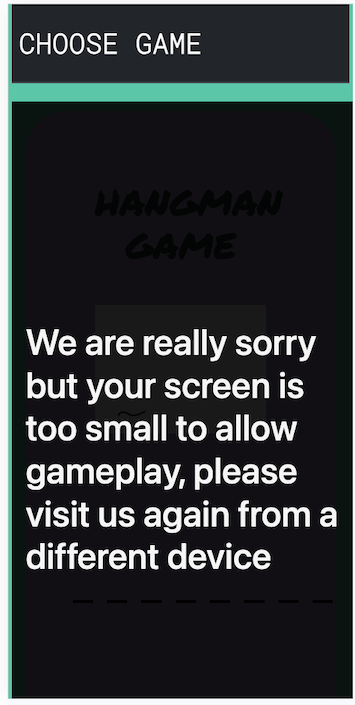 CHOOSE GAME
HANGMAN
GAME
We are really sorry
but your screen is
too small to allow
gameplay, please
visit us again from a
different device
_ _ _ _ _ _ _ _